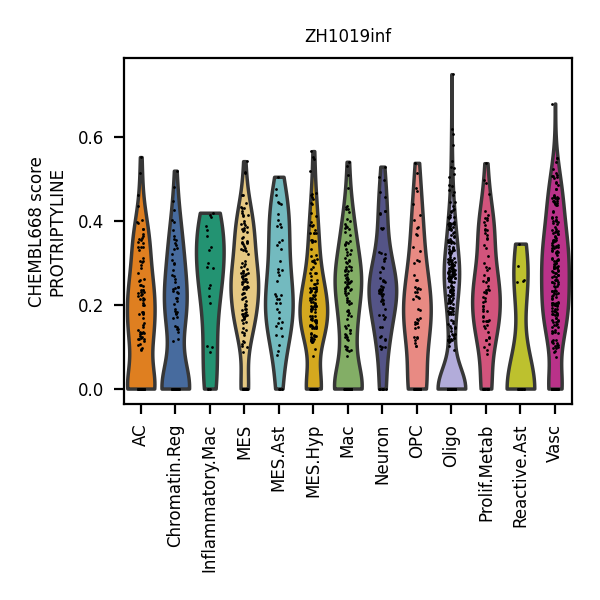 ZH1019inf
CHEMBL668 score
PROTRIPTYLINE
0.6
0.4
0.2
0.0
AC
Chromatin.Reg
Inflammatory.Mac
MES
MES.Ast
MES.Hyp
Mac
Neuron
OPC
Oligo
Prolif.Metab
Reactive.Ast
Vasc